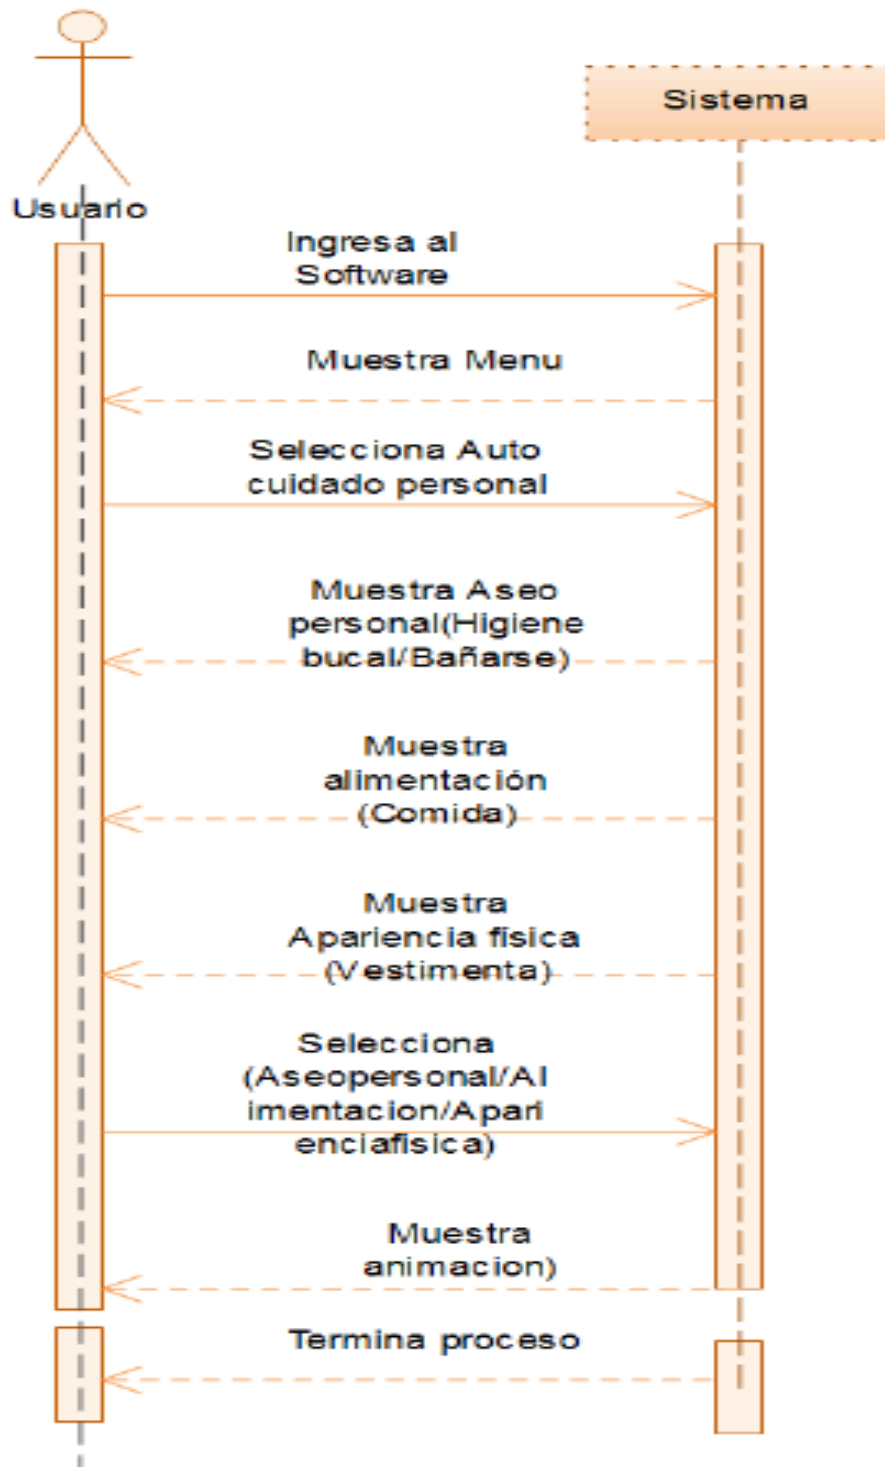 Sistema
Usuario
Ingresa al
Software
Muestra Menu
Selecciona Auto
cuidado personal
Muestra Aseo
personal(Higiene
bucal/Bañarse)
Muestra
alimentación
(Comida)
Muestra
Apariencia física
(Vestimenta)
Selecciona
(Aseopersonal/Al
imentacion/Apari
enciafisica)
Muestra
animacion)
Termina proceso